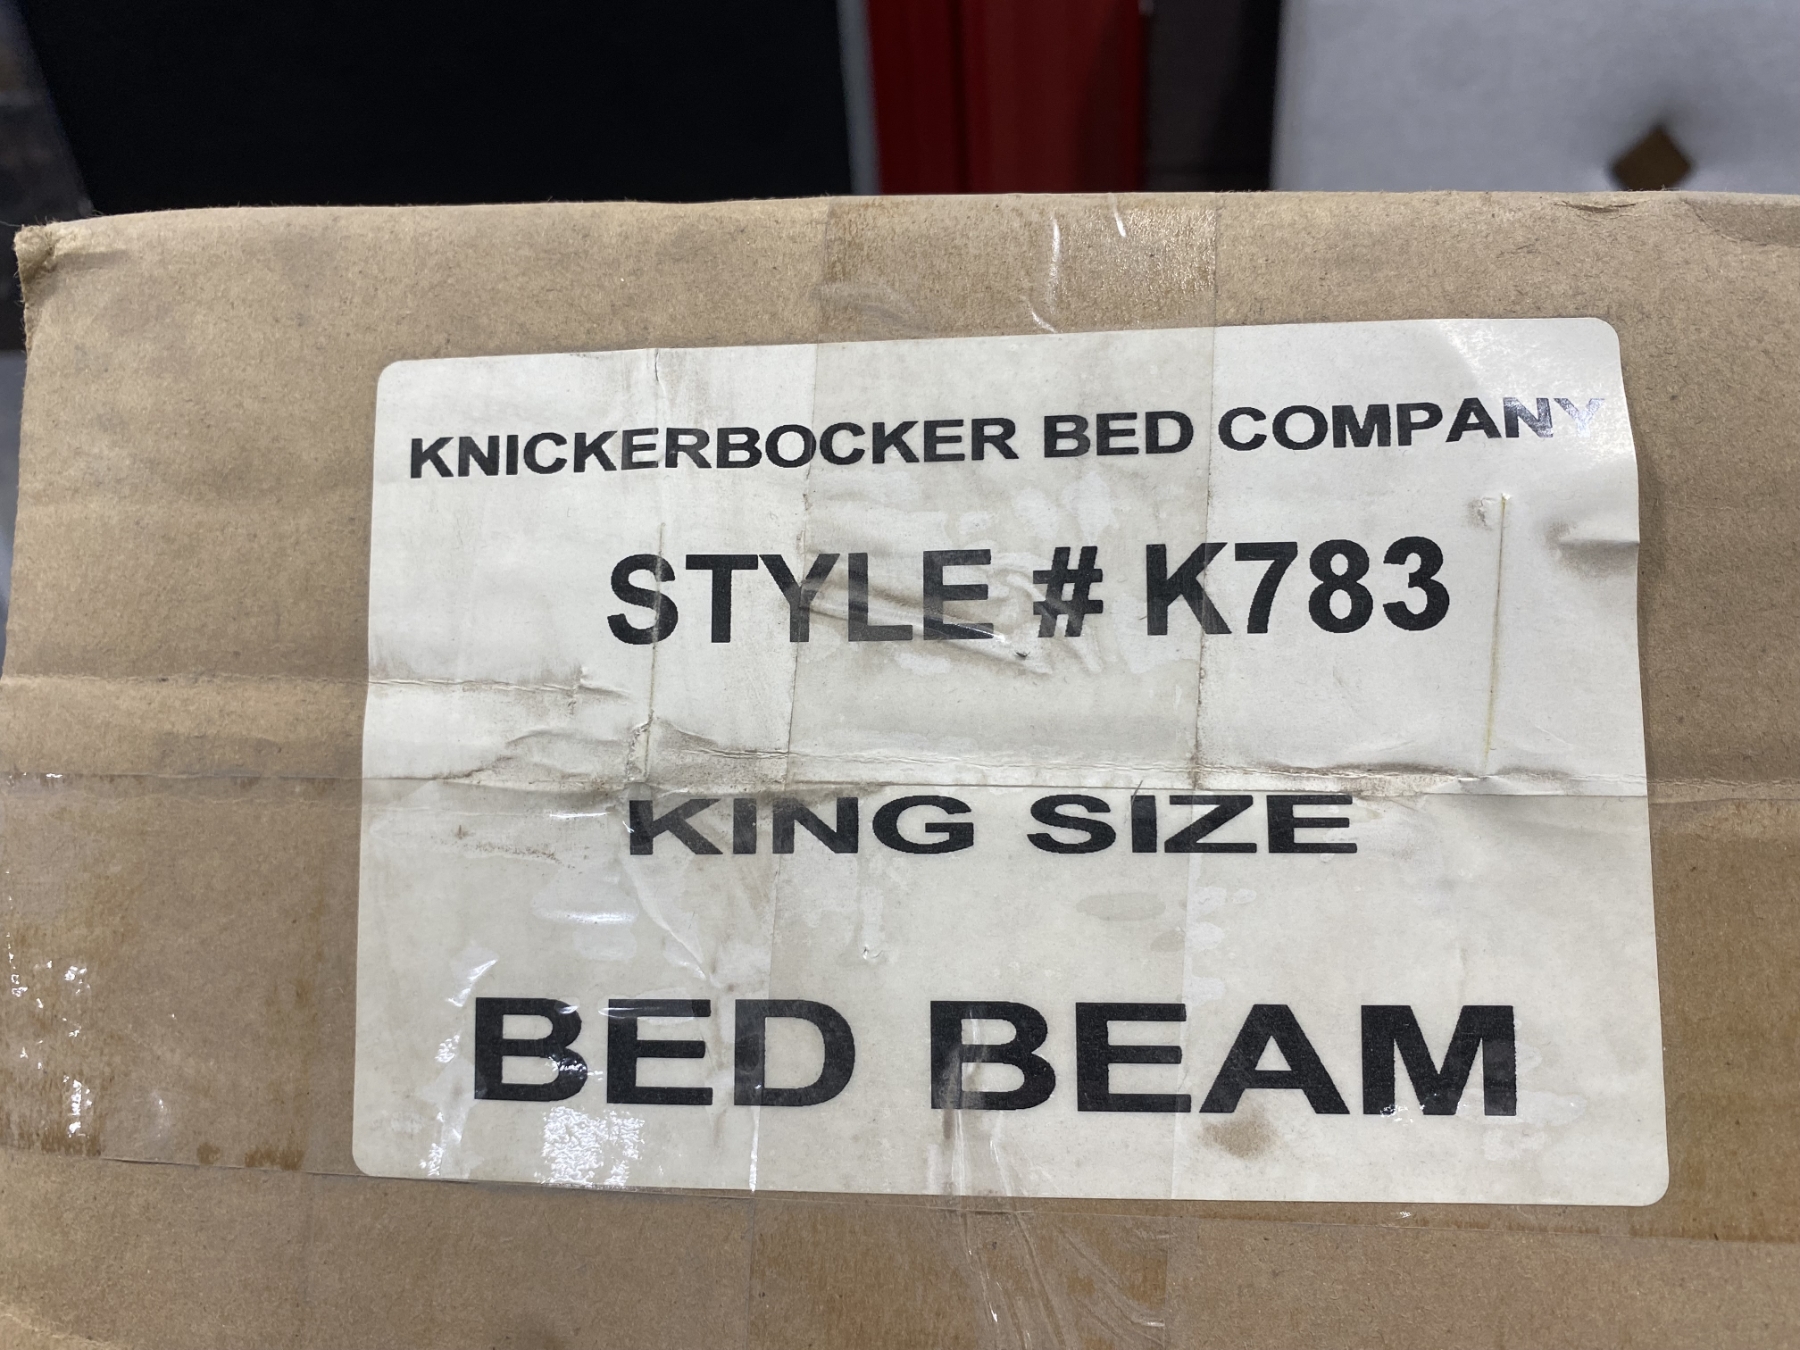 KNICKERBOCKER BED COMPANY
STYLE # K783
KING SIZE
BED BEAM